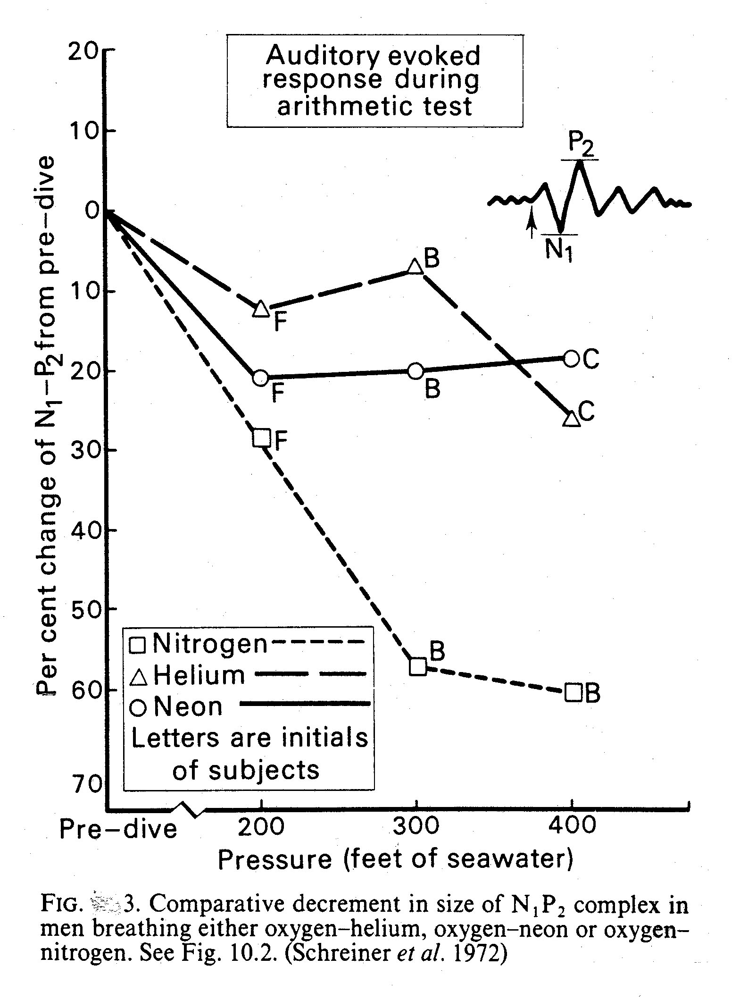 Auditory evoked
response during
arithmetic test
20
10
0
10
20
30
40
50
60
70
Per cent change of N₁–P₂ from pre–dive
P₂
N₁
B
F
C
F
B
C
F
B
B
Nitrogen
Helium
Neon
Letters are initials
of subjects
Pre–dive
200
300
400
Pressure (feet of seawater)
FIG. 3. Comparative decrement in size of N₁P₂ complex in
men breathing either oxygen–helium, oxygen–neon or oxygen–
nitrogen. See Fig. 10.2. (Schreiner et al. 1972)